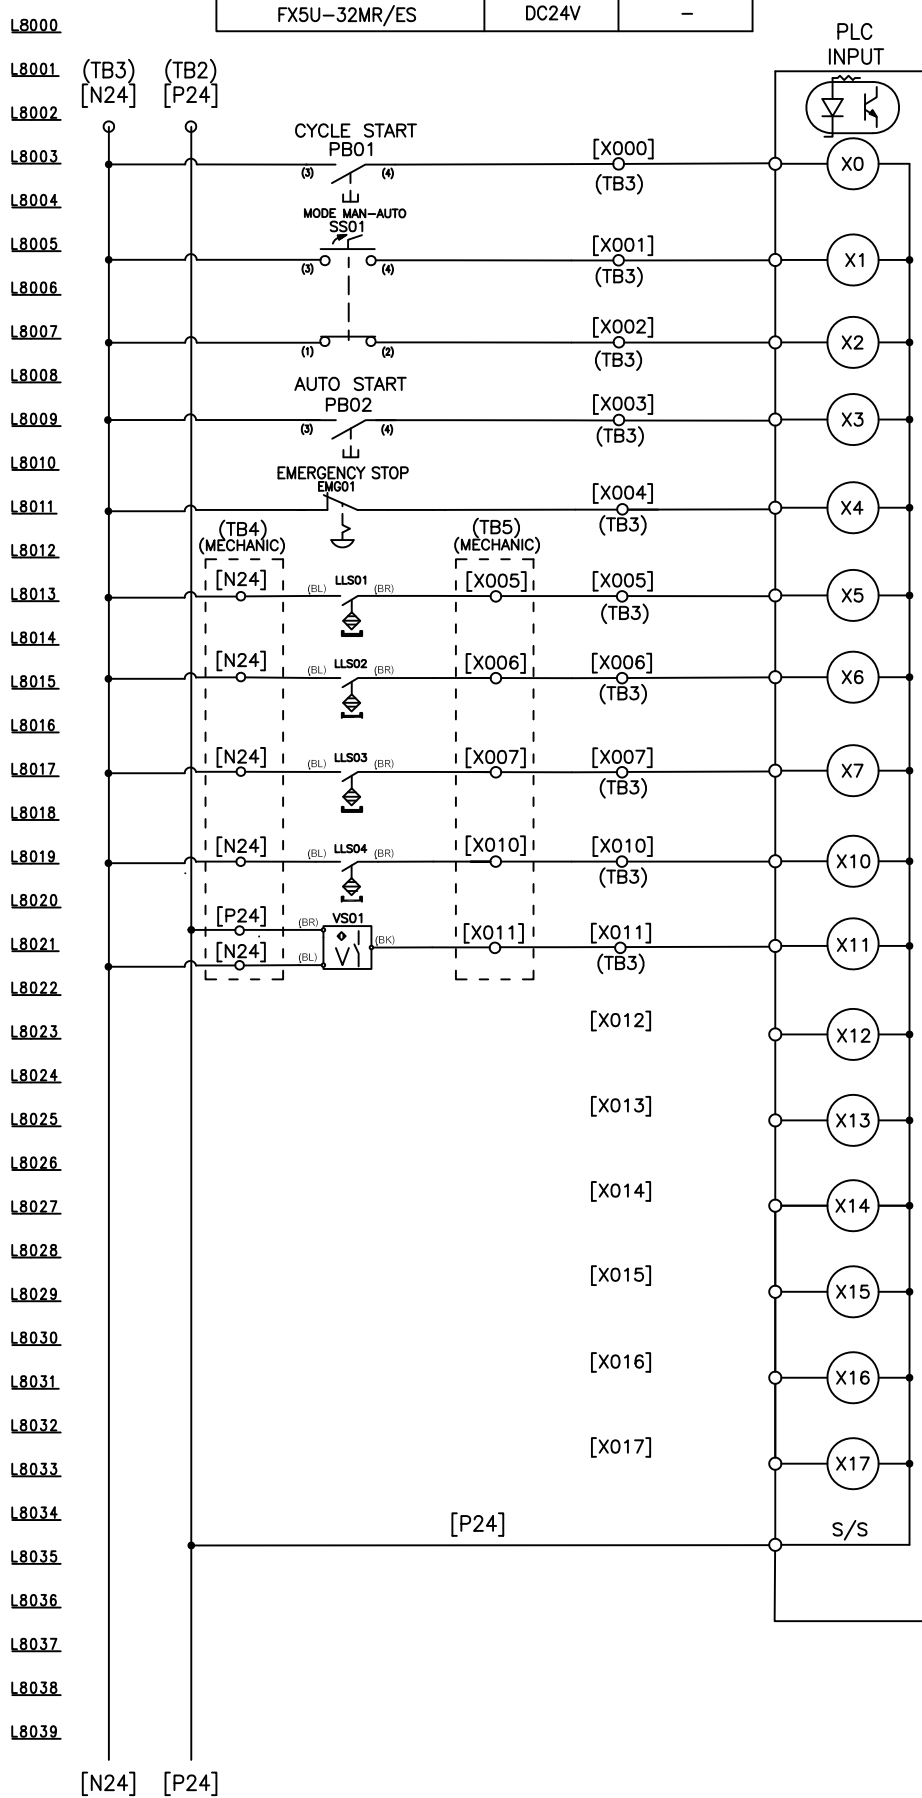 FX5U-32MR/ES DC24V -
L8000
PLC
INPUT
L8001 (TB3) (TB2)
[N24] [P24]
L8002
CYCLE START
PB01 [X000]
L8003 (3) (4) X0
(TB3)
L8004
MODE MAN-AUTO
SS01
L8005 [X001]
(3) (4) X1
(TB3)
L8006
L8007 [X002]
(1) (2) X2
(TB3)
L8008
AUTO START
PB02 [X003]
L8009 (3) (4) X3
(TB3)
L8010
EMERGENCY STOP
EMG01 [X004]
L8011 X4
(TB4) (TB5) (TB3)
(MECHANIC) (MECHANIC)
L8012
[N24] LLS01 [X005] [X005]
L8013 (BL) (BR) X5
(TB3)
L8014
[N24] LLS02 [X006] [X006]
L8015 (BL) (BR) X6
(TB3)
L8016
[N24] LLS03 [X007] [X007]
L8017 (BL) (BR) X7
(TB3)
L8018
[N24] LLS04 [X010] [X010]
L8019 (BL) (BR) X10
(TB3)
L8020
[P24] (BR) VS01
L8021 [X011] [X011]
(BK) X11
[N24] (BL) (TB3)
L8022
[X012]
L8023 X12
L8024
[X013]
L8025 X13
L8026
[X014]
L8027 X14
L8028
[X015]
L8029 X15
L8030
[X016]
L8031 X16
L8032
[X017]
L8033 X17
L8034
[P24] S/S
L8035
L8036
L8037
L8038
L8039
[N24] [P24]